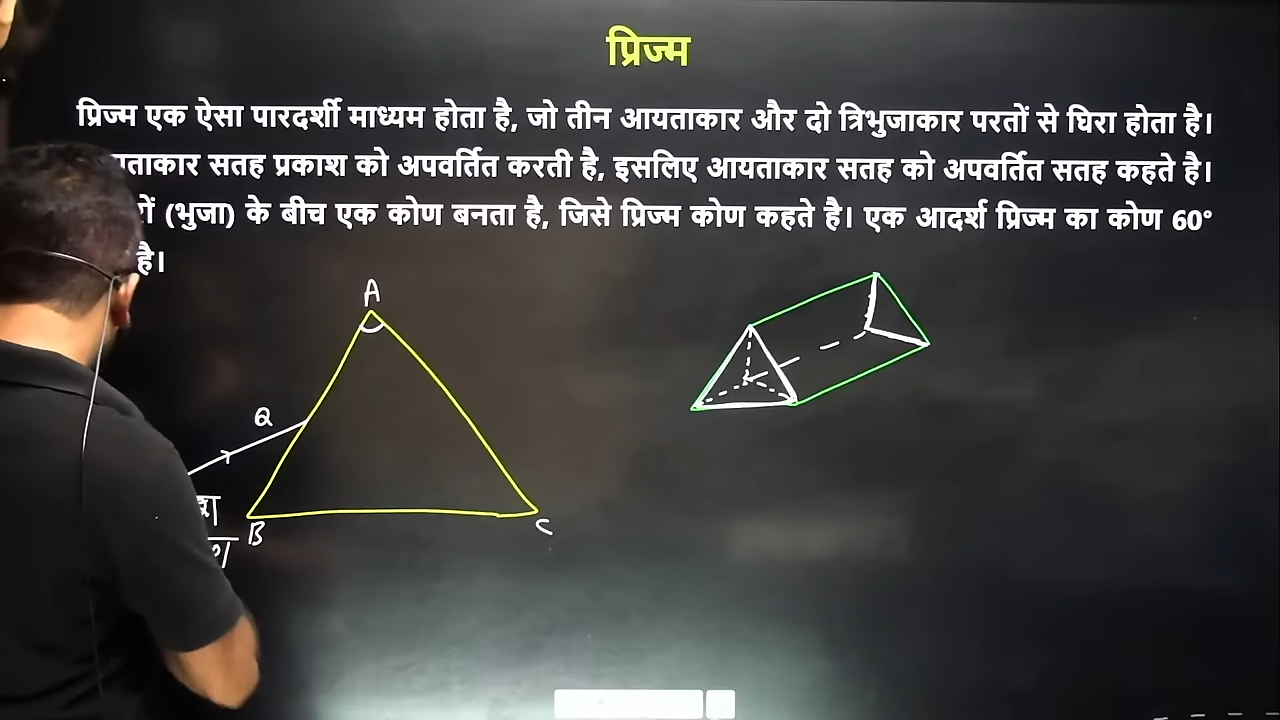 प्रिज्म
प्रिज्म एक ऐसा पारदर्शी माध्यम होता है, जो तीन आयताकार और दो त्रिभुजाकार परतों से घिरा होता है।
सतह प्रकाश को अपवर्तित करती है, इसलिए आयताकार सतह को अपवर्तित सतह कहते है।
(भुजा) के बीच एक कोण बनता है, जिसे प्रिज्म कोण कहते है। एक आदर्श प्रिज्म का कोण 60°
है।
A
Q
B
C